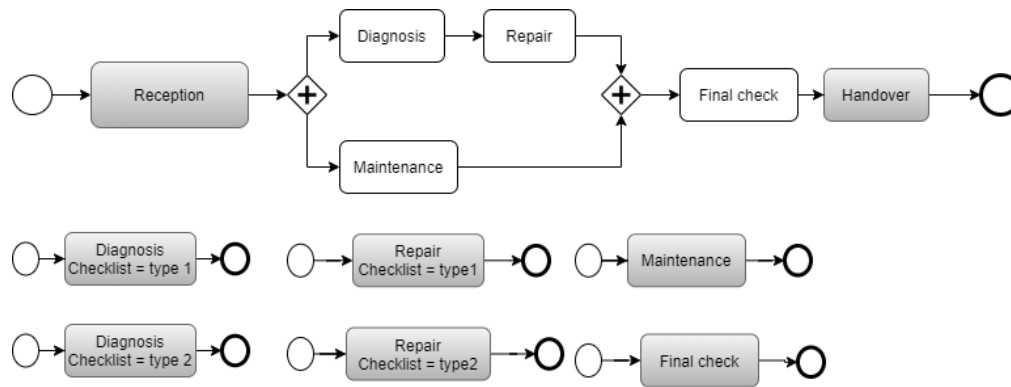 Diagnosis
Repair
Reception
Final check
Handover
Maintenance
Diagnosis
Checklist = type 1
Repair
Checklist = type1
Maintenance
Diagnosis
Checklist = type 2
Repair
Checklist = type2
Final check